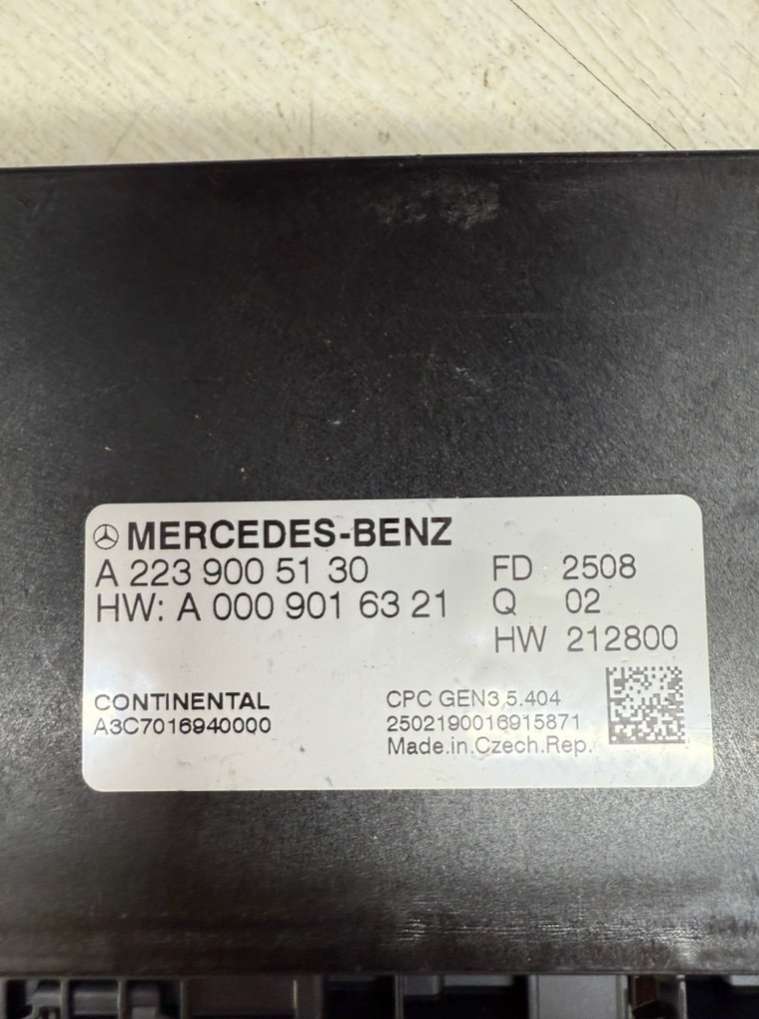 MERCEDES-BENZ
A 223 900 51 30
HW: A 000 901 63 21
FD 2508
Q 02
HW 212800
CONTINENTAL
A3C7016940000
CPC GEN3,5.404
2502190016915871
Made.in.Czech.Rep.